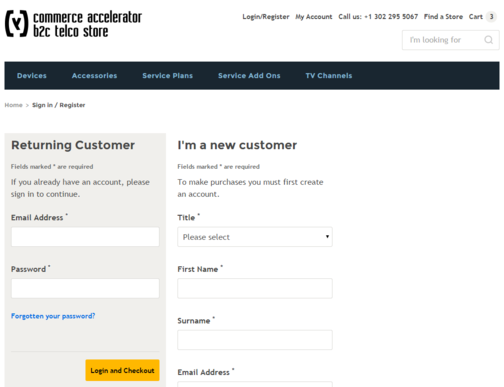 commerce accelerator
b2c telco store
Login/Register My Account Call us: +1 302 295 5067 Find a Store Cart 3
I'm looking for
Devices Accessories Service Plans Service Add Ons TV Channels
Home > Sign in / Register
Returning Customer
Fields marked * are required
If you already have an account, please
sign in to continue.
Email Address *
Password *
Forgotten your password?
Login and Checkout
I'm a new customer
Fields marked * are required
To make purchases you must first create
an account.
Title *
Please select
First Name *
Surname *
Email Address *